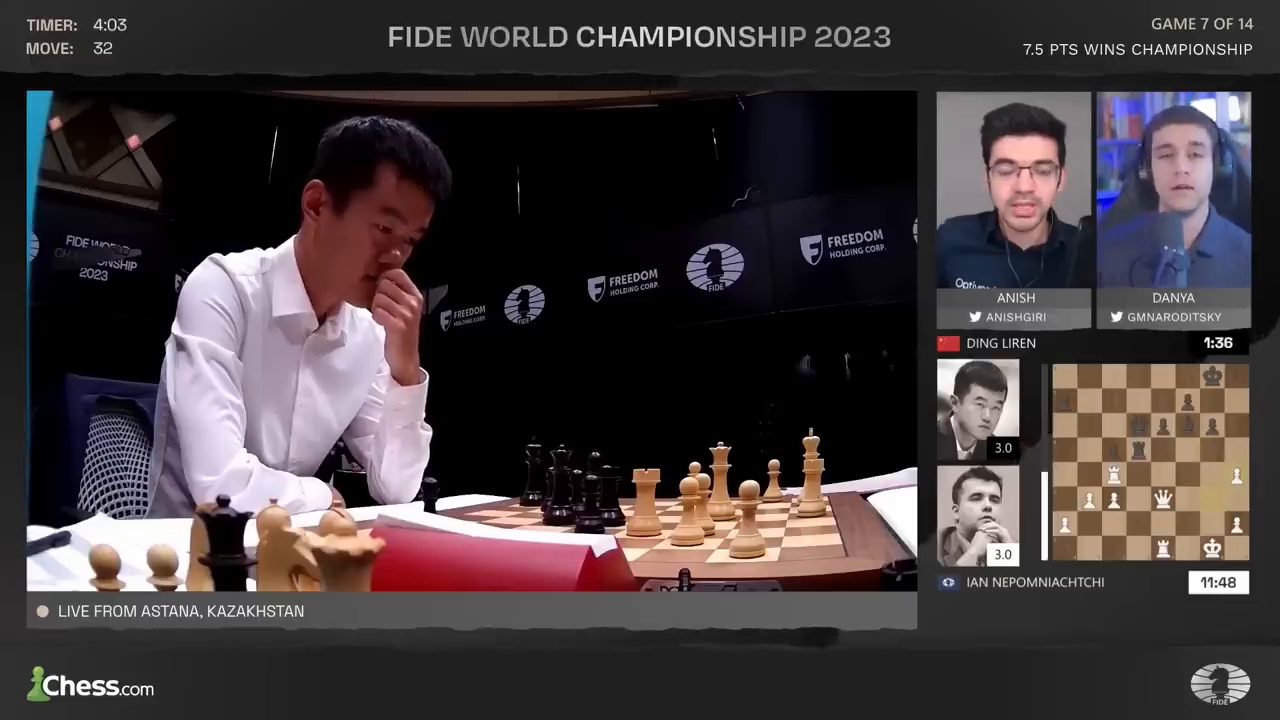 TIMER: 4:03
MOVE: 32
FIDE WORLD CHAMPIONSHIP 2023
GAME 7 OF 14
7.5 PTS WINS CHAMPIONSHIP
FIDE WORLD
CHAMPIONSHIP
2023
FREEDOM
HOLDING CORP.
FIDE
FREEDOM
HOLDING CORP.
FIDE
FREEDOM
HOLDING CORP.
ANISH
ANISHGIRI
DANYA
GMNARODITSKY
DING LIREN
1:36
3.0
3.0
IAN NEPOMNIACHTCHI
11:48
LIVE FROM ASTANA, KAZAKHSTAN
Chess.com
FIDE